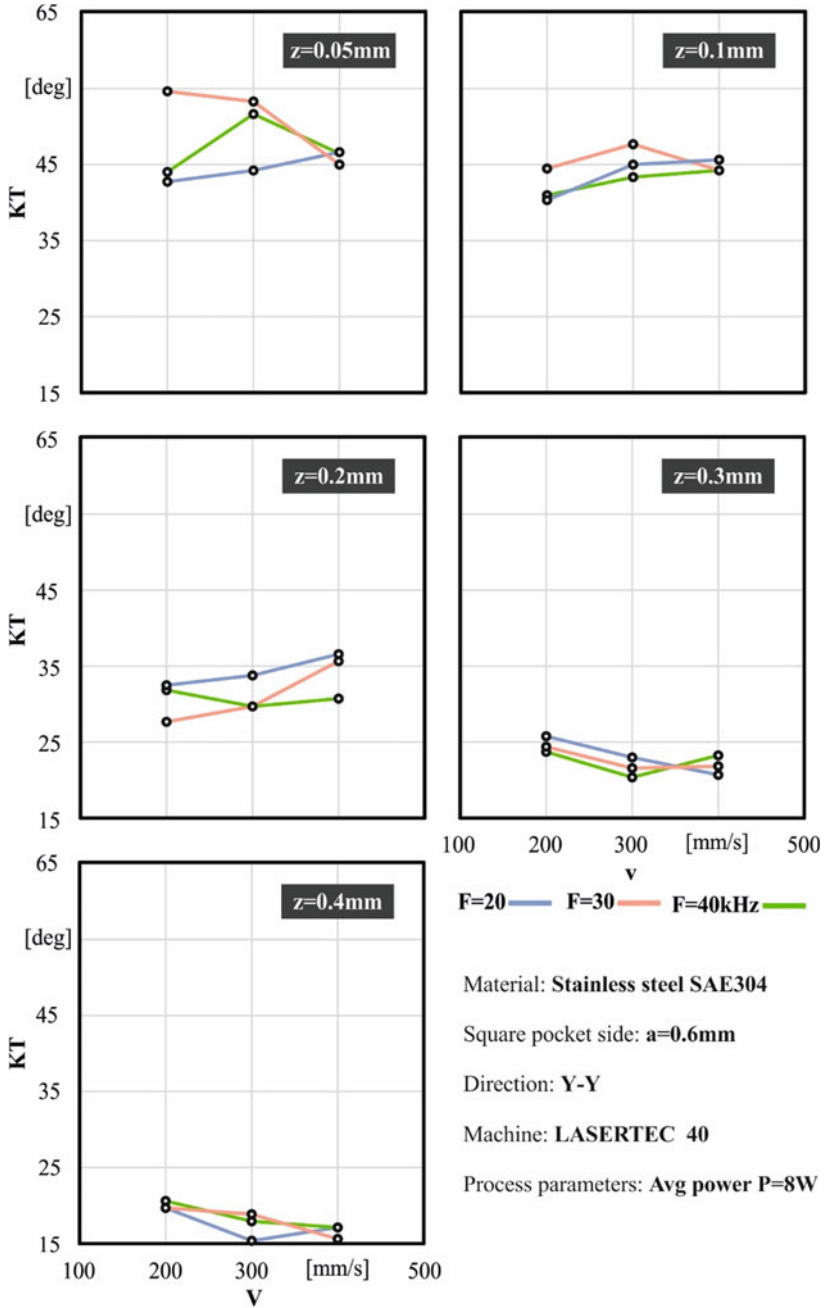 65
z=0.05mm
z=0.1mm
[deg]
45
KT
35
25
15
65
z=0.2mm
z=0.3mm
[deg]
45
KT
35
25
15
100 200 300 [mm/s] 500
v
65
z=0.4mm
F=20 F=30 F=40kHz
[deg]
45
KT
35
25
15
100 200 300 [mm/s] 500
V
Material: Stainless steel SAE304
Square pocket side: a=0.6mm
Direction: Y-Y
Machine: LASERTEC 40
Process parameters: Avg power P=8W